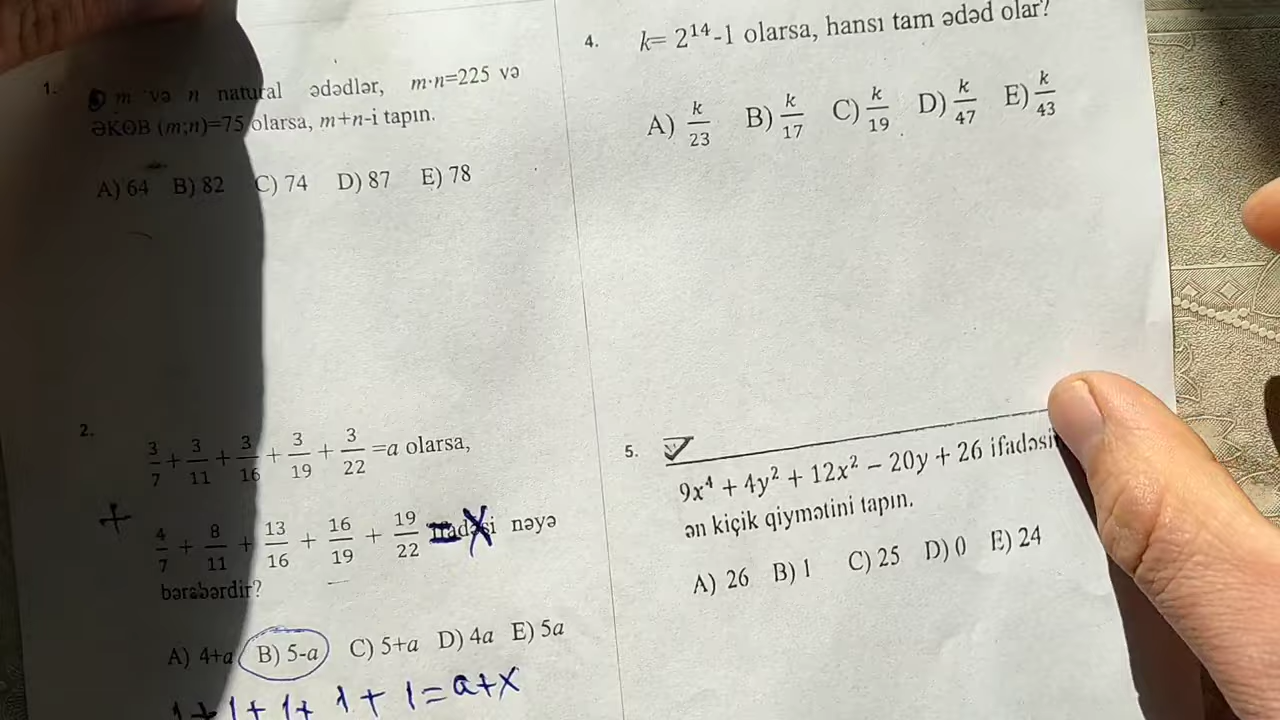 1. m və n natural ədədlər, m·n=225 və
ƏKOB (m;n)=75 olarsa, m+n-i tapın.
A) 64 B) 82 C) 74 D) 87 E) 78
2. 3/7 + 3/11 + 3/16 + 3/19 + 3/22 =a olarsa,
+ 4/7 + 8/11 + 13/16 + 16/19 + 19/22 X nəyə
bərabərdir?
A) 4+a B) 5-a C) 5+a D) 4a E) 5a
1+1+1+1+1=a+x
4. k= 2¹⁴-1 olarsa, hansı tam ədəd olar?
A) k/23 B) k/17 C) k/19 D) k/47 E) k/43
5. 9x⁴ + 4y² + 12x² − 20y + 26 ifadəsi
ən kiçik qiymətini tapın.
A) 26 B) 1 C) 25 D) 0 E) 24